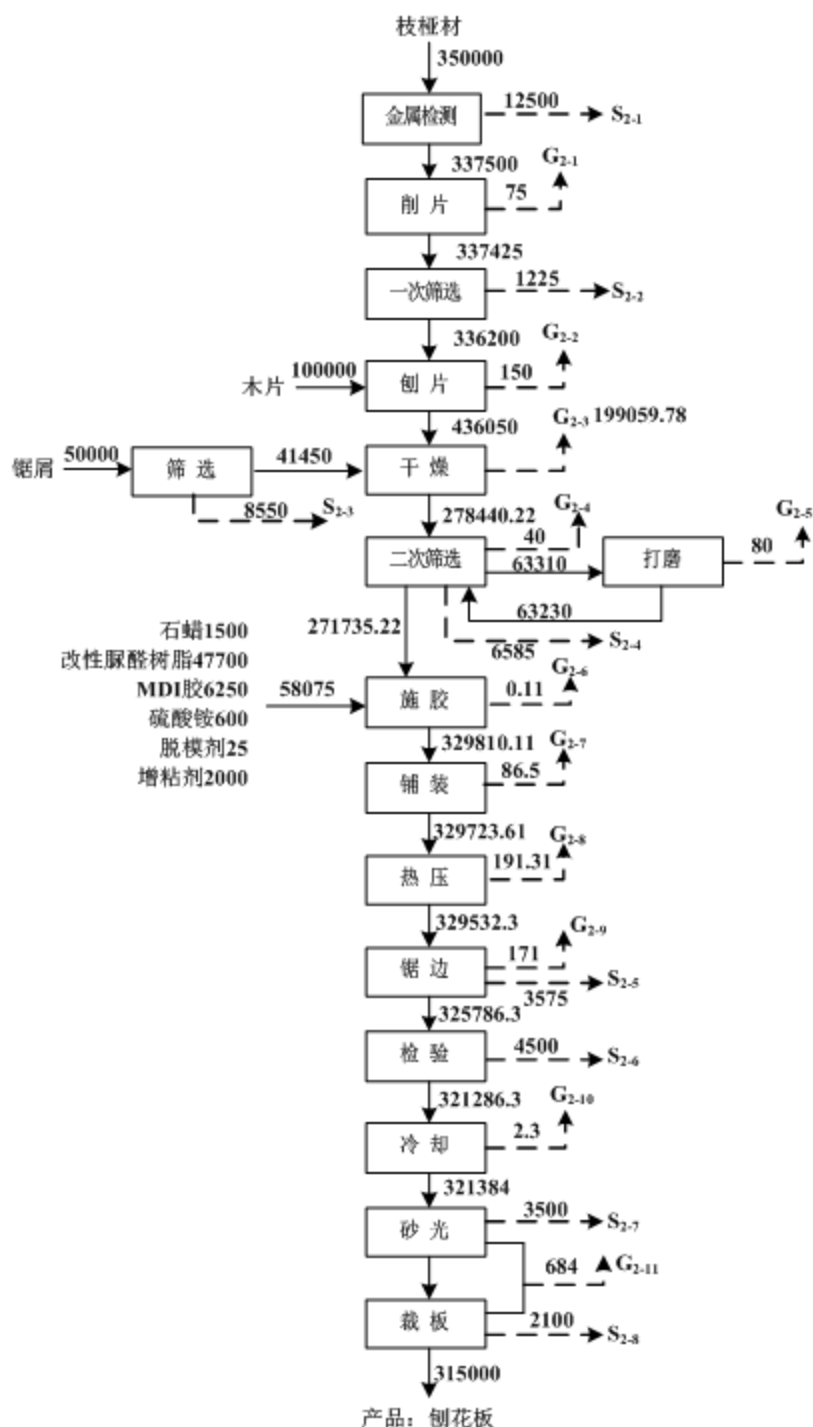 枝桠材
350000
金属检测
12500
S2-1
337500
G2-1
削片
75
337425
一次筛选
1225
S2-2
336200
G2-2
木片
100000
刨片
150
436050
G2-3 199059.78
锯屑
50000
筛选
41450
干燥
8550
S2-3
278440.22
G2-4
40
二次筛选
63310
打磨
80
G2-5
63230
271735.22
6585
S2-4
石蜡1500
改性脲醛树脂47700
MDI胶6250
硫酸铵600
脱模剂25
增粘剂2000
58075
施胶
0.11
G2-6
329810.11
G2-7
铺装
86.5
329723.61
G2-8
热压
191.31
329532.3
G2-9
锯边
171
3575
S2-5
325786.3
检验
4500
S2-6
321286.3
G2-10
冷却
2.3
321384
砂光
3500
S2-7
684
G2-11
裁板
2100
S2-8
315000
产品：刨花板